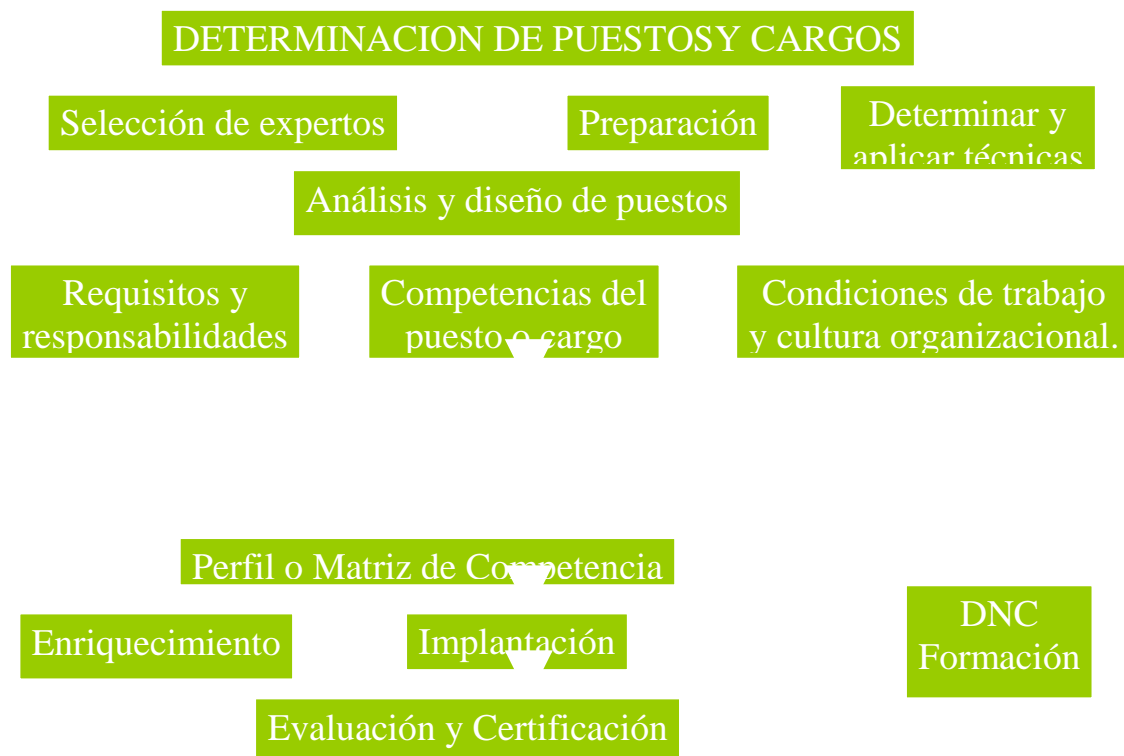 DETERMINACION DE PUESTOSY CARGOS
Selección de expertos
Preparación
Determinar y
aplicar técnicas
Análisis y diseño de puestos
Requisitos y
responsabilidades
Competencias del
puesto o cargo
Condiciones de trabajo
y cultura organizacional.
Perfil o Matriz de Competencia
Enriquecimiento
Implantación
DNC
Formación
Evaluación y Certificación